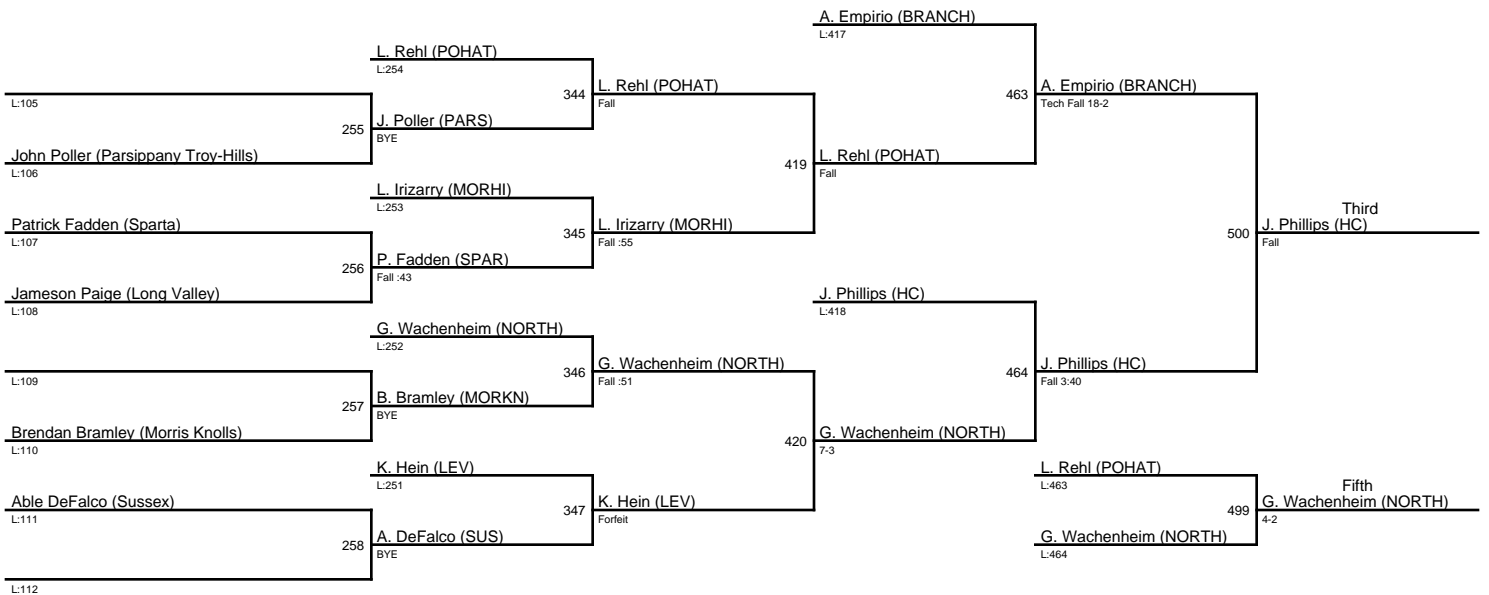 A. Empirio (BRANCH)
L:417
L. Rehl (POHAT)
L:254
344
L. Rehl (POHAT)
Fall
463
A. Empirio (BRANCH)
Tech Fall 18-2
L:105
255
J. Poller (PARS)
BYE
John Poller (Parsippany Troy-Hills)
L:106
419
L. Rehl (POHAT)
Fall
L. Irizarry (MORHI)
L:253
Patrick Fadden (Sparta)
L:107
345
L. Irizarry (MORHI)
Fall :55
500
Third
J. Phillips (HC)
Fall
256
P. Fadden (SPAR)
Fall :43
Jameson Paige (Long Valley)
L:108
J. Phillips (HC)
L:418
G. Wachenheim (NORTH)
L:252
L:109
346
G. Wachenheim (NORTH)
Fall :51
464
J. Phillips (HC)
Fall 3:40
257
B. Bramley (MORKN)
BYE
Brendan Bramley (Morris Knolls)
L:110
420
G. Wachenheim (NORTH)
7-3
K. Hein (LEV)
L:251
L. Rehl (POHAT)
L:463
Able DeFalco (Sussex)
L:111
347
K. Hein (LEV)
Forfeit
499
Fifth
G. Wachenheim (NORTH)
4-2
258
A. DeFalco (SUS)
BYE
G. Wachenheim (NORTH)
L:464
L:112